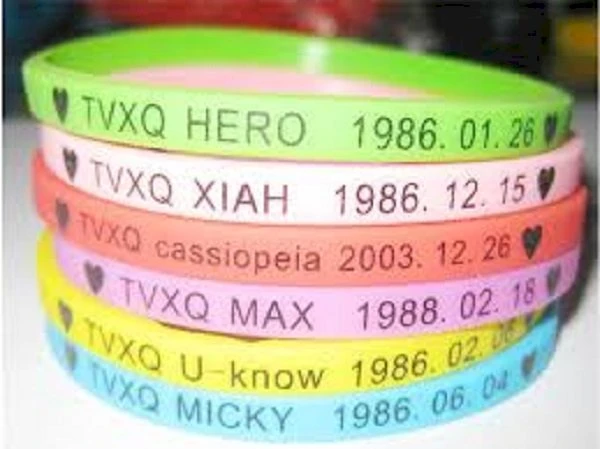 ♥ TVXQ HERO 1986. 01. 26 ♥
♥ TVXQ XIAH 1986. 12. 15 ♥
♥ TVXQ cassiopeia 2003. 12. 26 ♥
♥ TVXQ MAX 1988. 02. 18 ♥
♥ TVXQ U-know 1986. 02. 06 ♥
♥ TVXQ MICKY 1986. 06. 04 ♥